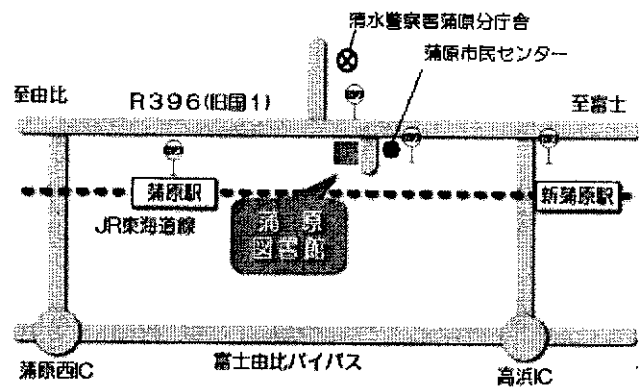 清水警察署蒲原分庁舎
蒲原市民センター
至由比
R396(旧国1)
至富士
蒲原駅
新蒲原駅
JR東海道線
蒲原
図書館
蒲原西IC
富士由比バイパス
高浜IC